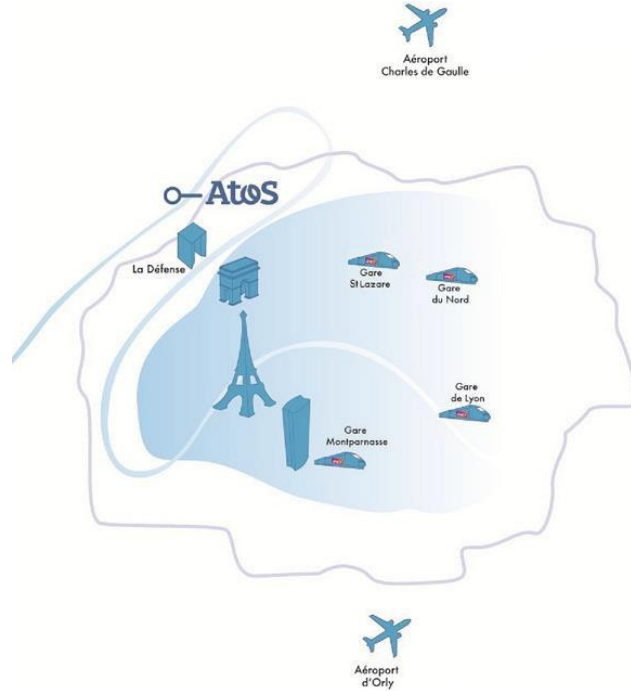 Aéroport
Charles de Gaulle
Atos
La Défense
Gare
St Lazare
Gare
du Nord
Gare
de Lyon
Gare
Montparnasse
Aéroport
d'Orly